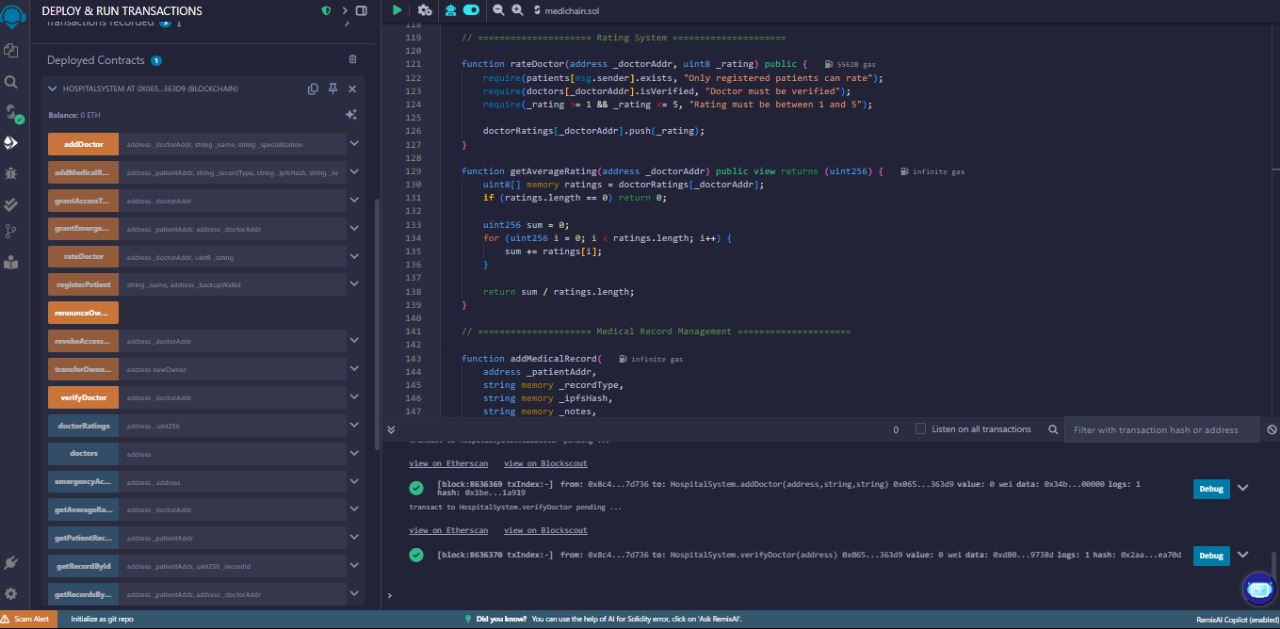 DEPLOY & RUN TRANSACTIONS
Transactions recorded 1
Deployed Contracts 1
HOSPITALSYSTEM AT 0X065...363D9 (BLOCKCHAIN)
Balance: 0 ETH
addDoctor address _doctorAddr, string _name, string _specialization
addMedicalR... address _patientAddr, string _recordType, string _ipfsHash, string _nc
grantAccessT... address _doctorAddr
grantEmerge... address _patientAddr, address _doctorAddr
rateDoctor address _doctorAddr, uint8 _rating
registerPatient string _name, address _backupWallet
renounceOw...
revokeAccess... address _doctorAddr
transferOwne... address newOwner
verifyDoctor address _doctorAddr
doctorRatings address , uint256
doctors address
emergencyAc... address , address
getAverageRa... address _doctorAddr
getPatientRec... address _patientAddr
getRecordById address _patientAddr, uint256 _recordId
getRecordsBy... address _patientAddr, address _doctorAddr
medichain.sol
118
119 // ===================== Rating System =====================
120
121 function rateDoctor(address _doctorAddr, uint8 _rating) public { 55620 gas
122 require(patients[msg.sender].exists, "Only registered patients can rate");
123 require(doctors[_doctorAddr].isVerified, "Doctor must be verified");
124 require(_rating >= 1 && _rating <= 5, "Rating must be between 1 and 5");
125
126 doctorRatings[_doctorAddr].push(_rating);
127 }
128
129 function getAverageRating(address _doctorAddr) public view returns (uint256) { infinite gas
130 uint8[] memory ratings = doctorRatings[_doctorAddr];
131 if (ratings.length == 0) return 0;
132
133 uint256 sum = 0;
134 for (uint256 i = 0; i < ratings.length; i++) {
135 sum += ratings[i];
136 }
137
138 return sum / ratings.length;
139 }
140
141 // ===================== Medical Record Management =====================
142
143 function addMedicalRecord( infinite gas
144 address _patientAddr,
145 string memory _recordType,
146 string memory _ipfsHash,
147 string memory _notes,
0 Listen on all transactions Filter with transaction hash or address
view on Etherscan view on Blockscout
[block:8636369 txIndex:-] from: 0x8c4...7d736 to: HospitalSystem.addDoctor(address,string,string) 0x065...363d9 value: 0 wei data: 0x34b...00000 logs: 1
hash: 0x1be...1a919
Debug
transact to HospitalSystem.verifyDoctor pending ...
view on Etherscan view on Blockscout
[block:8636370 txIndex:-] from: 0x8c4...7d736 to: HospitalSystem.verifyDoctor(address) 0x065...363d9 value: 0 wei data: 0xd80...9738d logs: 1 hash: 0x2aa...ea70d
Debug
>
Scam Alert Initialize as git repo Did you know? You can use the help of AI for Solidity error, click on 'Ask RemixAI'. RemixAI Copilot (enabled)